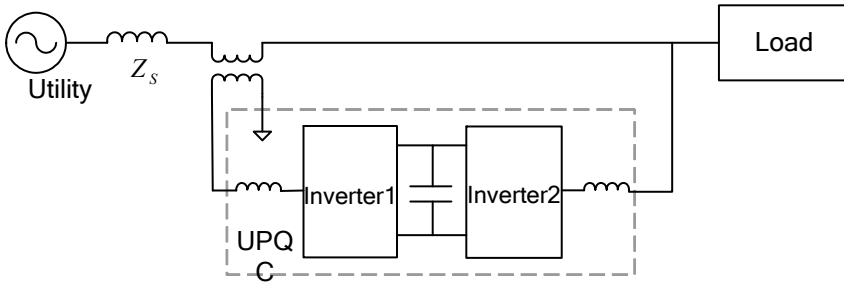 Load
Z_S
Utility
Inverter1
Inverter2
UPQ
C